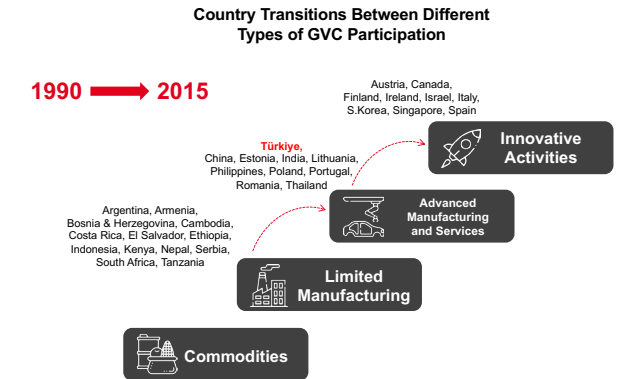 Country Transitions Between Different
Types of GVC Participation
1990 2015
Austria, Canada,
Finland, Ireland, Israel, Italy,
S.Korea, Singapore, Spain
Innovative
Activities
Türkiye,
China, Estonia, India, Lithuania,
Philippines, Poland, Portugal,
Romania, Thailand
Advanced
Manufacturing
and Services
Argentina, Armenia,
Bosnia & Herzegovina, Cambodia,
Costa Rica, El Salvador, Ethiopia,
Indonesia, Kenya, Nepal, Serbia,
South Africa, Tanzania
Limited
Manufacturing
Commodities